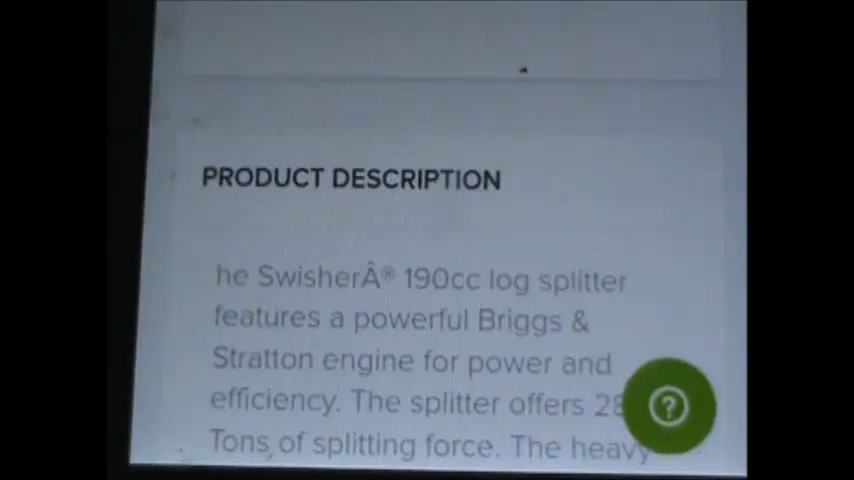 PRODUCT DESCRIPTION
he SwisherÂ® 190cc log splitter
features a powerful Briggs &
Stratton engine for power and
efficiency. The splitter offers 28
Tons of splitting force. The heavy
?